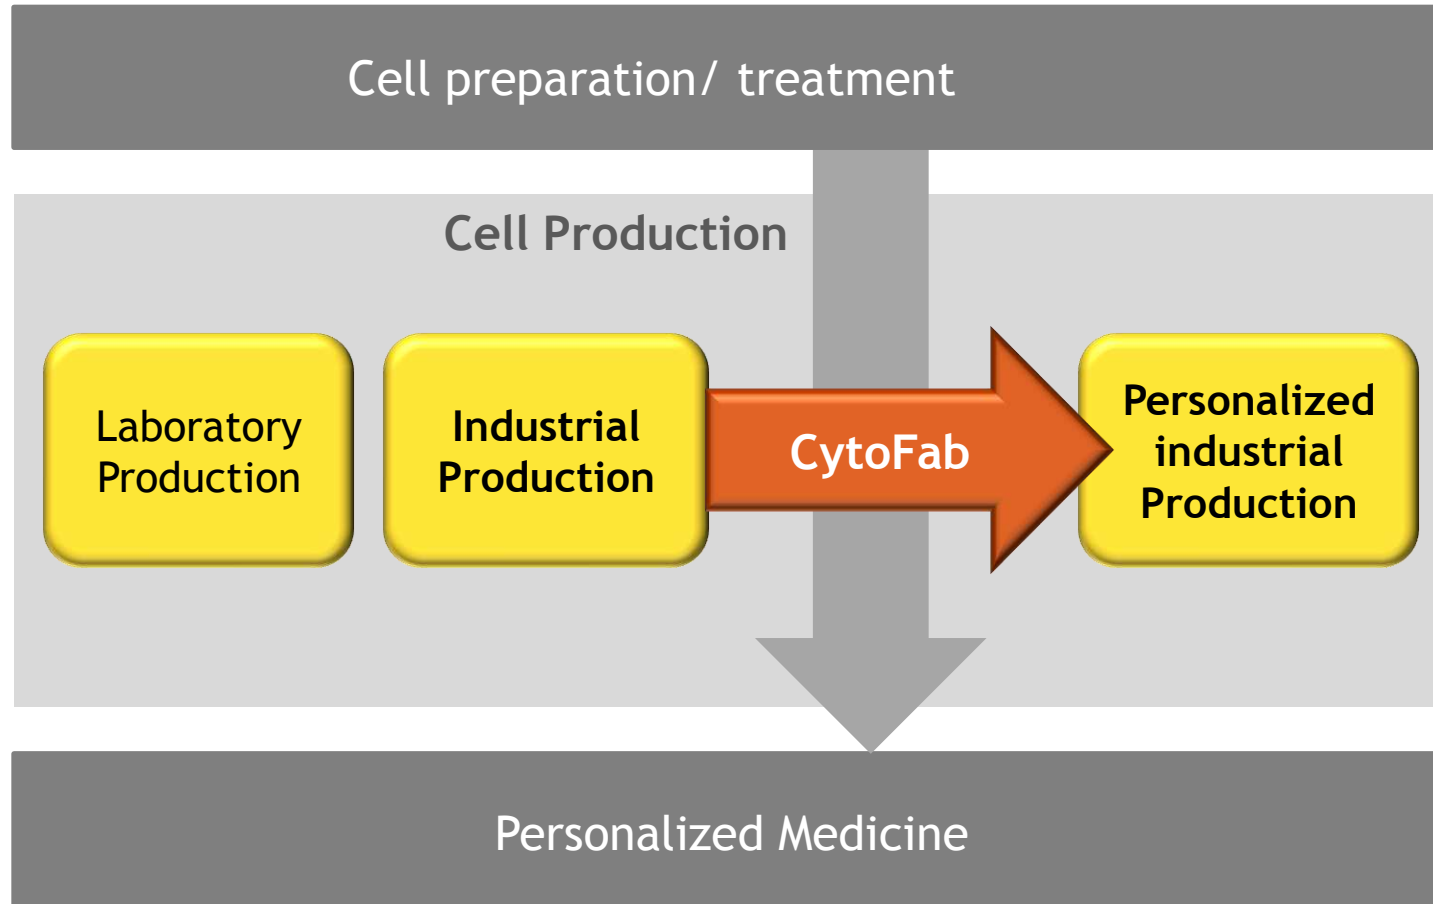 Cell preparation/ treatment
Cell Production
Laboratory
Production
Industrial
Production
CytoFab
Personalized
industrial
Production
Personalized Medicine